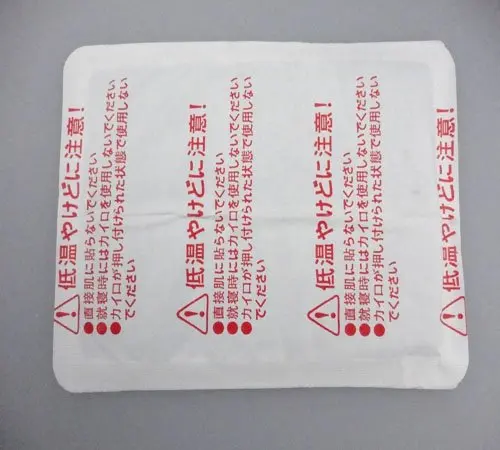 低温やけどに注意！
●直接肌に貼らないでください
●就寝時にはカイロを使用しないでください
●カイロが押し付けられた状態で使用しない
でください
低温やけどに注意！
●直接肌に貼らないでください
●就寝時にはカイロを使用しないでください
●カイロが押し付けられた状態で使用しない
でください
低温やけどに注意！
●直接肌に貼らないでください
●就寝時にはカイロを使用しないでください
●カイロが押し付けられた状態で使用しない
でください
低温やけどに注意！